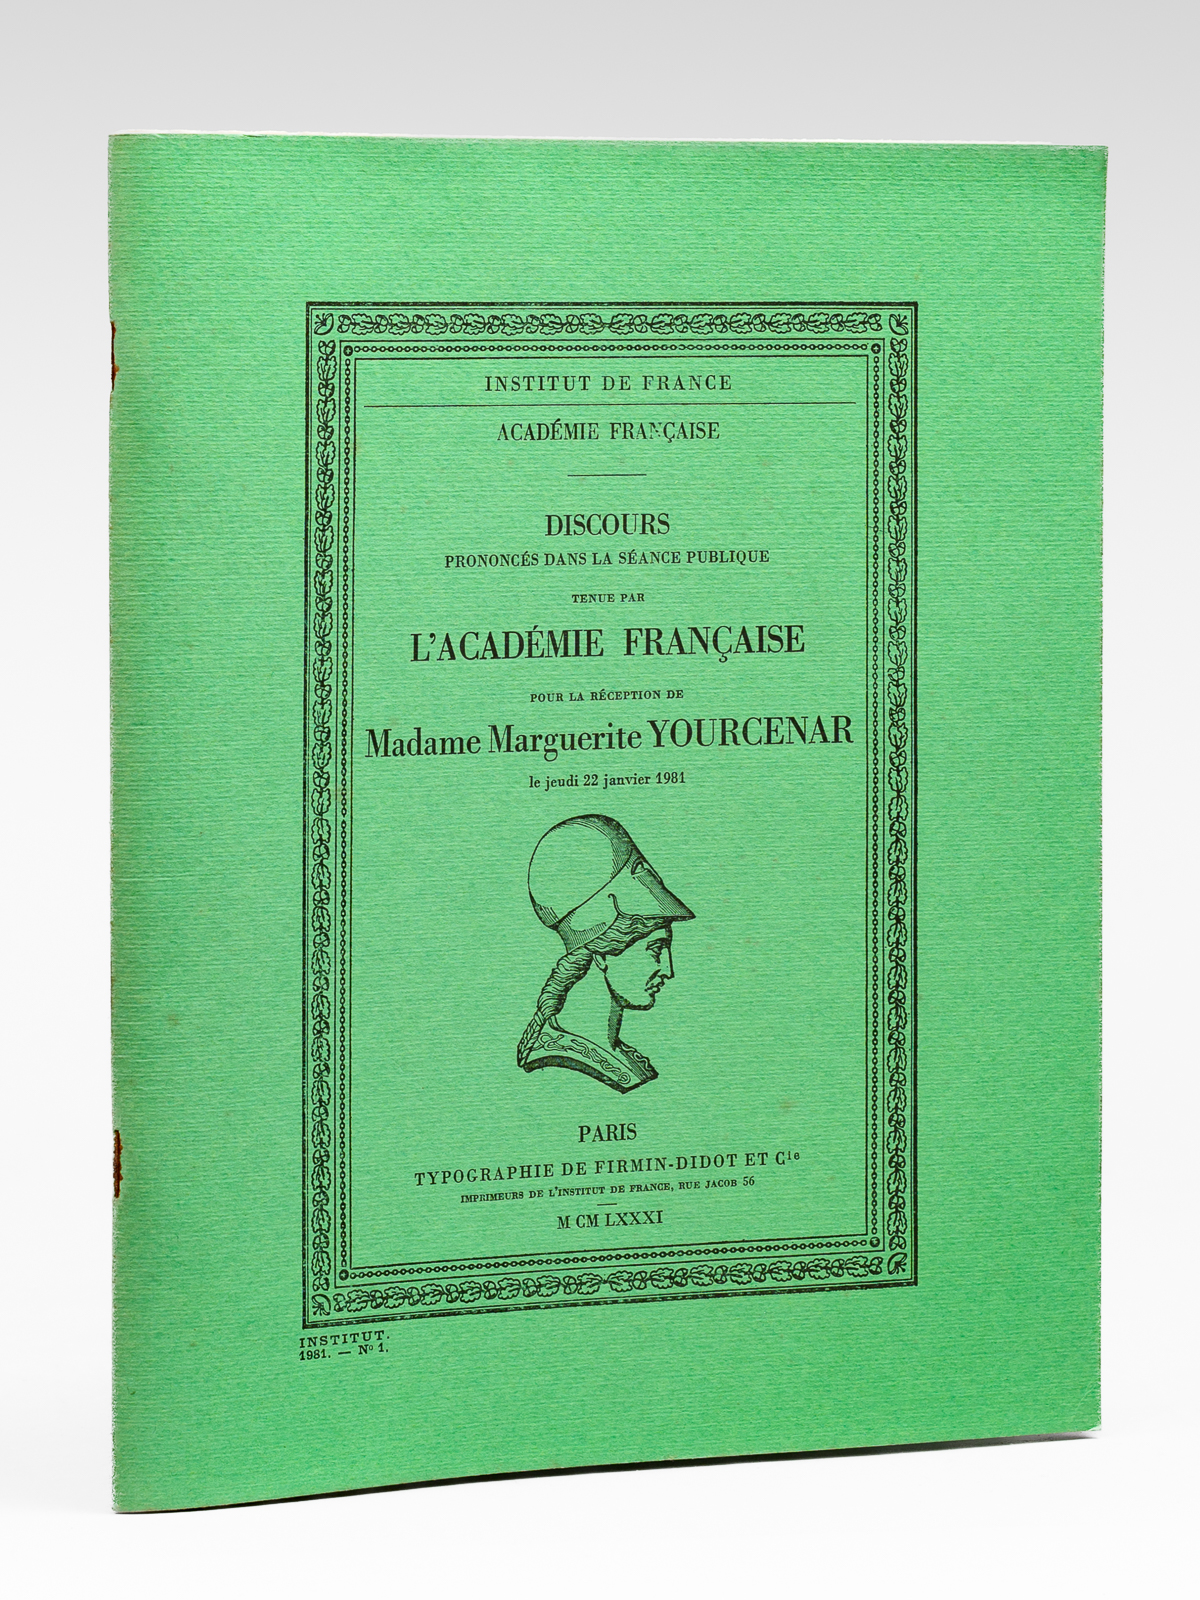 INSTITUT DE FRANCE
ACADÉMIE FRANÇAISE
DISCOURS
PRONONCÉS DANS LA SÉANCE PUBLIQUE
TENUE PAR
L'ACADÉMIE FRANÇAISE
POUR LA RÉCEPTION DE
Madame Marguerite YOURCENAR
le jeudi 22 janvier 1981
PARIS
TYPOGRAPHIE DE FIRMIN-DIDOT ET Cie
IMPRIMEURS DE L'INSTITUT DE FRANCE, RUE JACOB 56
M CM LXXXI
INSTITUT.
1981. — No 1.